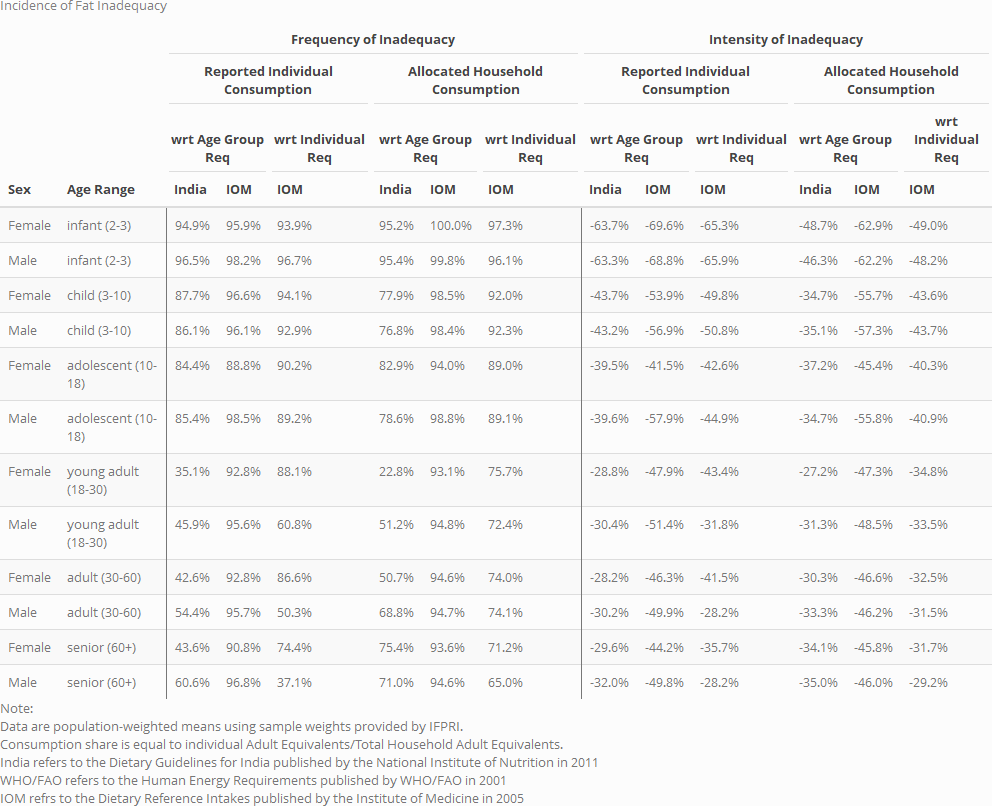 Incidence of Fat Inadequacy
Frequency of Inadequacy Intensity of Inadequacy
Reported Individual Consumption Allocated Household Consumption Reported Individual Consumption Allocated Household Consumption
wrt Age Group Req wrt Individual Req wrt Age Group Req wrt Individual Req wrt Age Group Req wrt Individual Req wrt Age Group Req wrt Individual Req
Sex Age Range India IOM IOM India IOM IOM India IOM IOM India IOM IOM
Female infant (2-3) 94.9% 95.9% 93.9% 95.2% 100.0% 97.3% -63.7% -69.6% -65.3% -48.7% -62.9% -49.0%
Male infant (2-3) 96.5% 98.2% 96.7% 95.4% 99.8% 96.1% -63.3% -68.8% -65.9% -46.3% -62.2% -48.2%
Female child (3-10) 87.7% 96.6% 94.1% 77.9% 98.5% 92.0% -43.7% -53.9% -49.8% -34.7% -55.7% -43.6%
Male child (3-10) 86.1% 96.1% 92.9% 76.8% 98.4% 92.3% -43.2% -56.9% -50.8% -35.1% -57.3% -43.7%
Female adolescent (10-18) 84.4% 88.8% 90.2% 82.9% 94.0% 89.0% -39.5% -41.5% -42.6% -37.2% -45.4% -40.3%
Male adolescent (10-18) 85.4% 98.5% 89.2% 78.6% 98.8% 89.1% -39.6% -57.9% -44.9% -34.7% -55.8% -40.9%
Female young adult (18-30) 35.1% 92.8% 88.1% 22.8% 93.1% 75.7% -28.8% -47.9% -43.4% -27.2% -47.3% -34.8%
Male young adult (18-30) 45.9% 95.6% 60.8% 51.2% 94.8% 72.4% -30.4% -51.4% -31.8% -31.3% -48.5% -33.5%
Female adult (30-60) 42.6% 92.8% 86.6% 50.7% 94.6% 74.0% -28.2% -46.3% -41.5% -30.3% -46.6% -32.5%
Male adult (30-60) 54.4% 95.7% 50.3% 68.8% 94.7% 74.1% -30.2% -49.9% -28.2% -33.3% -46.2% -31.5%
Female senior (60+) 43.6% 90.8% 74.4% 75.4% 93.6% 71.2% -29.6% -44.2% -35.7% -34.1% -45.8% -31.7%
Male senior (60+) 60.6% 96.8% 37.1% 71.0% 94.6% 65.0% -32.0% -49.8% -28.2% -35.0% -46.0% -29.2%
Note:
Data are population-weighted means using sample weights provided by IFPRI.
Consumption share is equal to individual Adult Equivalents/Total Household Adult Equivalents.
India refers to the Dietary Guidelines for India published by the National Institute of Nutrition in 2011
WHO/FAO refers to the Human Energy Requirements published by WHO/FAO in 2001
IOM refrs to the Dietary Reference Intakes published by the Institute of Medicine in 2005